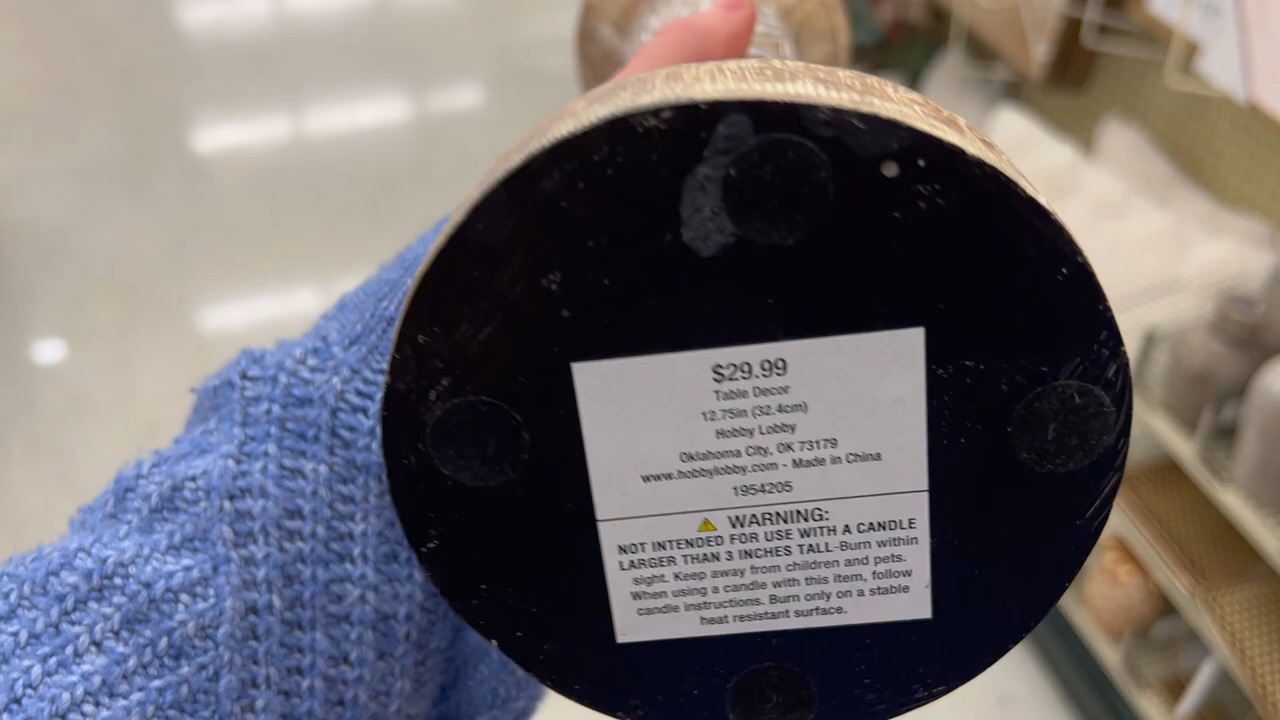 $29.99
Table Decor
12.75in (32.4cm)
Hobby Lobby
Oklahoma City, OK 73179
www.hobbylobby.com - Made in China
1954205
WARNING:
NOT INTENDED FOR USE WITH A CANDLE
LARGER THAN 3 INCHES TALL-Burn within
sight. Keep away from children and pets.
When using a candle with this item, follow
candle instructions. Burn only on a stable
heat resistant surface.